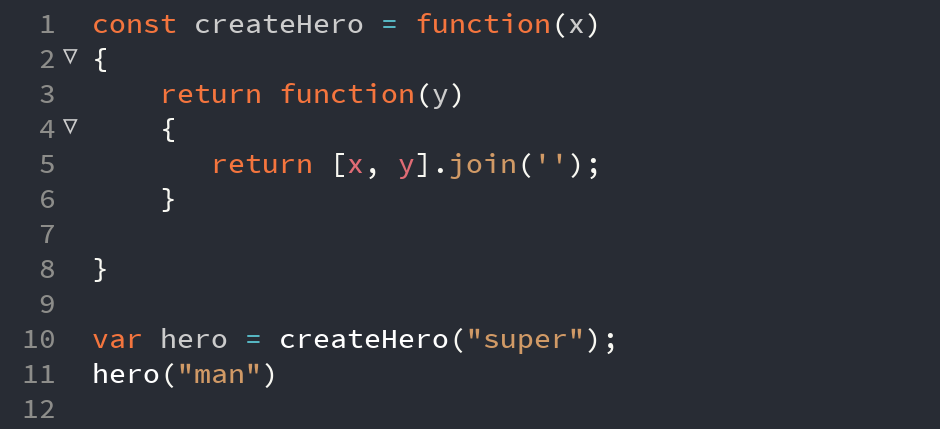 1 const createHero = function(x)
2 ▽ {
3     return function(y)
4 ▽     {
5        return [x, y].join('');
6     }
7
8 }
9
10 var hero = createHero("super");
11 hero("man")
12